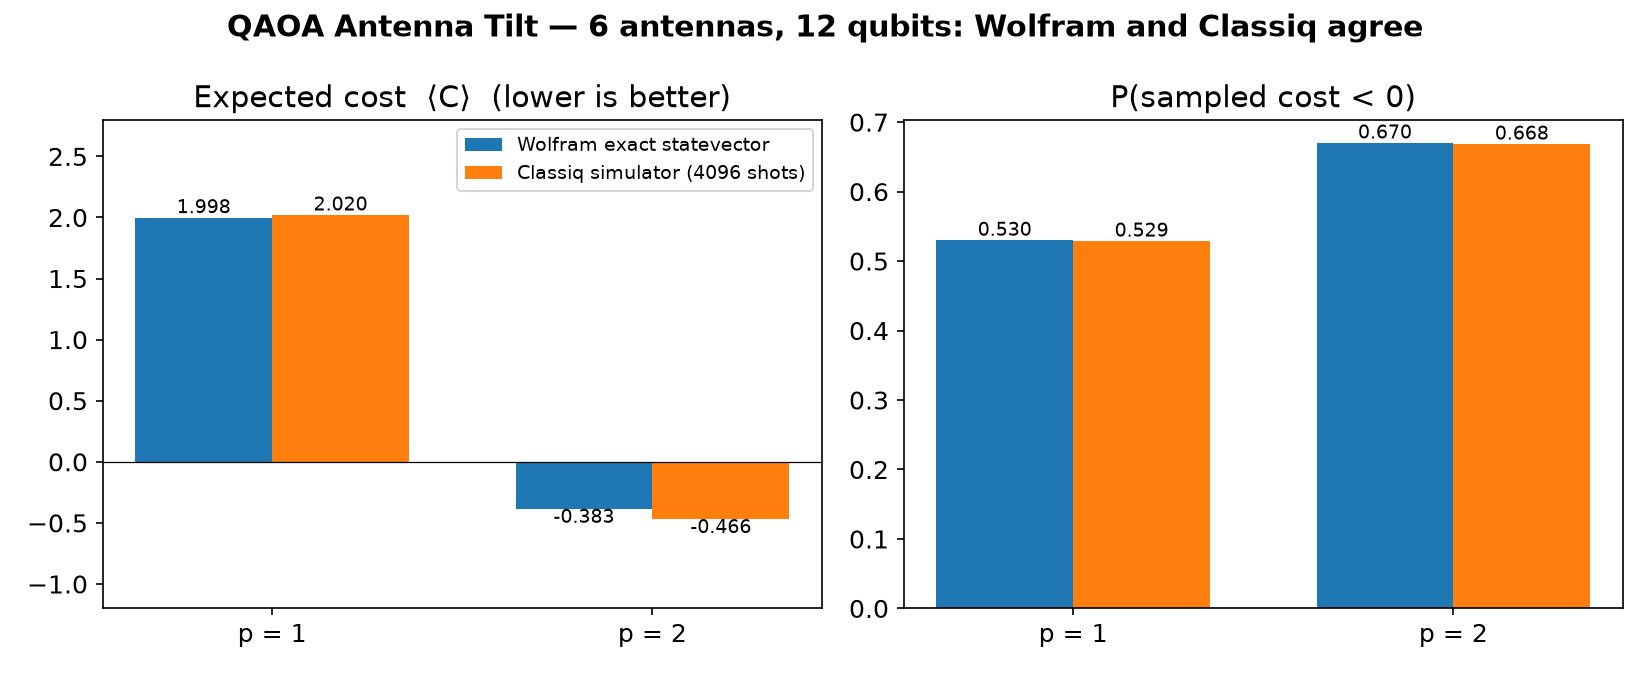 QAOA Antenna Tilt — 6 antennas, 12 qubits: Wolfram and Classiq agree
Expected cost ⟨C⟩ (lower is better)
Wolfram exact statevector
Classiq simulator (4096 shots)
2.5
2.0
1.5
1.0
0.5
0.0
−0.5
−1.0
1.998
2.020
-0.383
-0.466
p = 1
p = 2
P(sampled cost < 0)
0.7
0.6
0.5
0.4
0.3
0.2
0.1
0.0
0.530
0.529
0.670
0.668
p = 1
p = 2